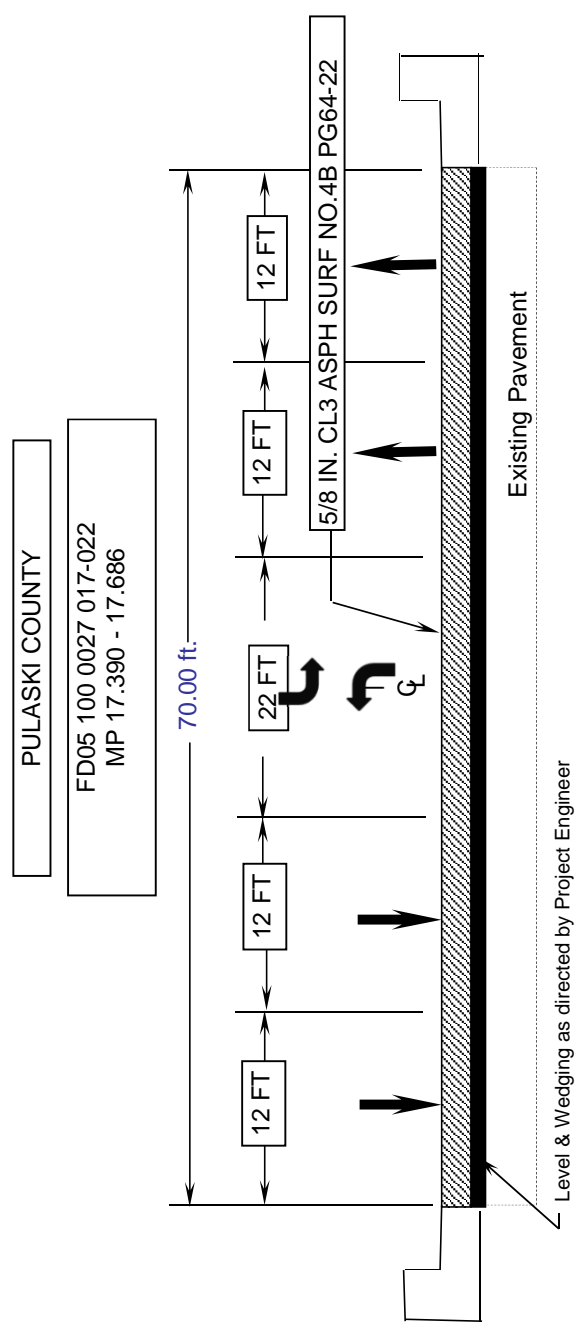 PULASKI COUNTY
FD05 100 0027 017-022
MP 17.390 - 17.686
70.00 ft.
12 FT
12 FT
22 FT
12 FT
12 FT
5/8 IN. CL3 ASPH SURF NO.4B PG64-22
CL
Existing Pavement
Level & Wedging as directed by Project Engineer